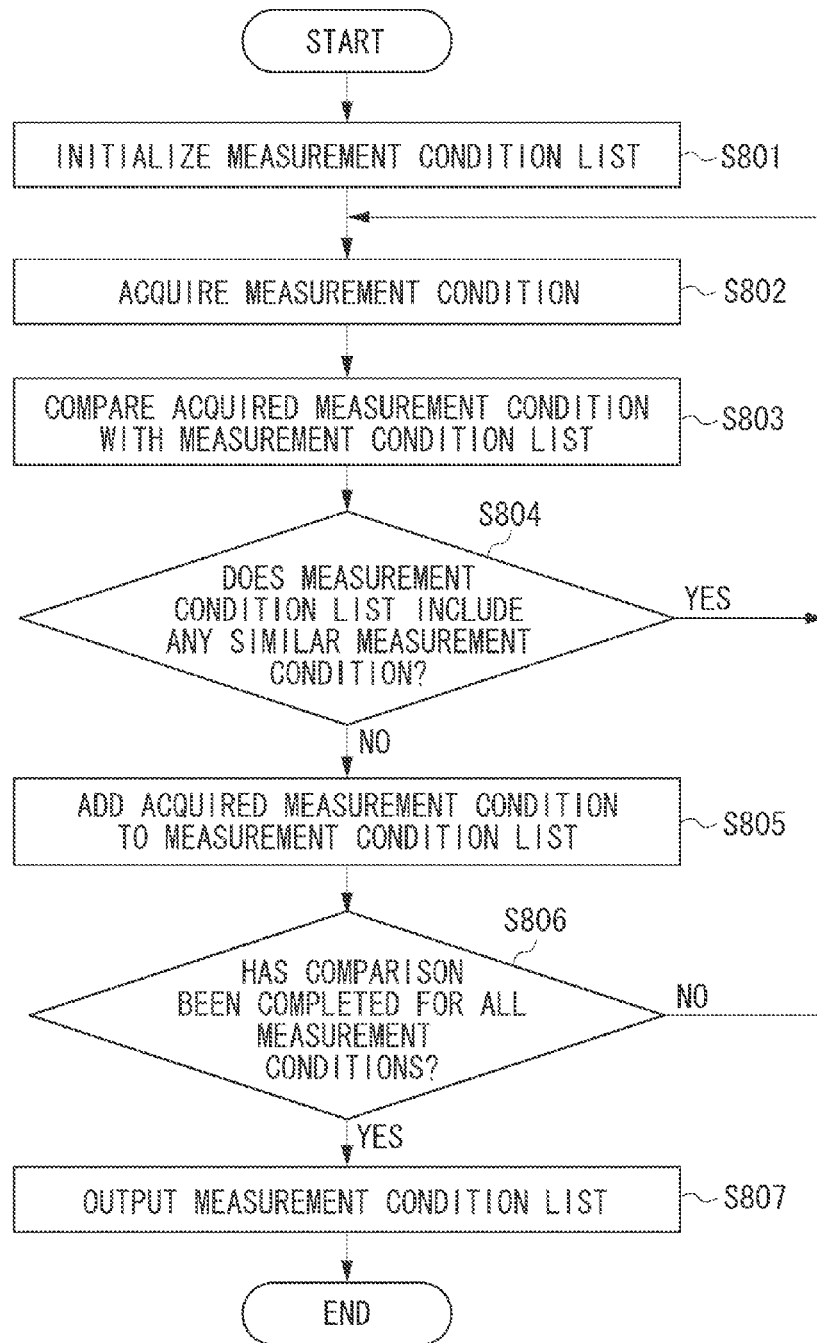 START
INITIALIZE MEASUREMENT CONDITION LIST
S801
ACQUIRE MEASUREMENT CONDITION
S802
COMPARE ACQUIRED MEASUREMENT CONDITION
WITH MEASUREMENT CONDITION LIST
S803
S804
DOES MEASUREMENT
CONDITION LIST INCLUDE
ANY SIMILAR MEASUREMENT
CONDITION?
YES
NO
ADD ACQUIRED MEASUREMENT CONDITION
TO MEASUREMENT CONDITION LIST
S805
S806
HAS COMPARISON
BEEN COMPLETED FOR ALL
MEASUREMENT
CONDITIONS?
NO
YES
OUTPUT MEASUREMENT CONDITION LIST
S807
END